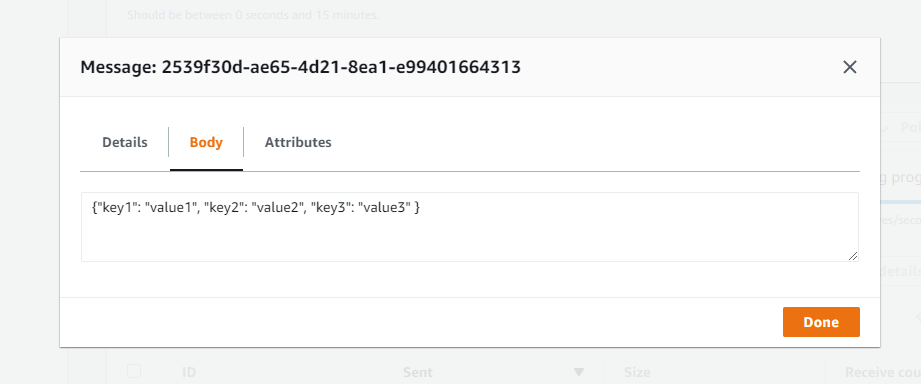 Should be between 0 seconds and 15 minutes.
Message: 2539f30d-ae65-4d21-8ea1-e99401664313
Details
Body
Attributes
{"key1": "value1", "key2": "value2", "key3": "value3" }
Done
ID
Sent
Size
Receive